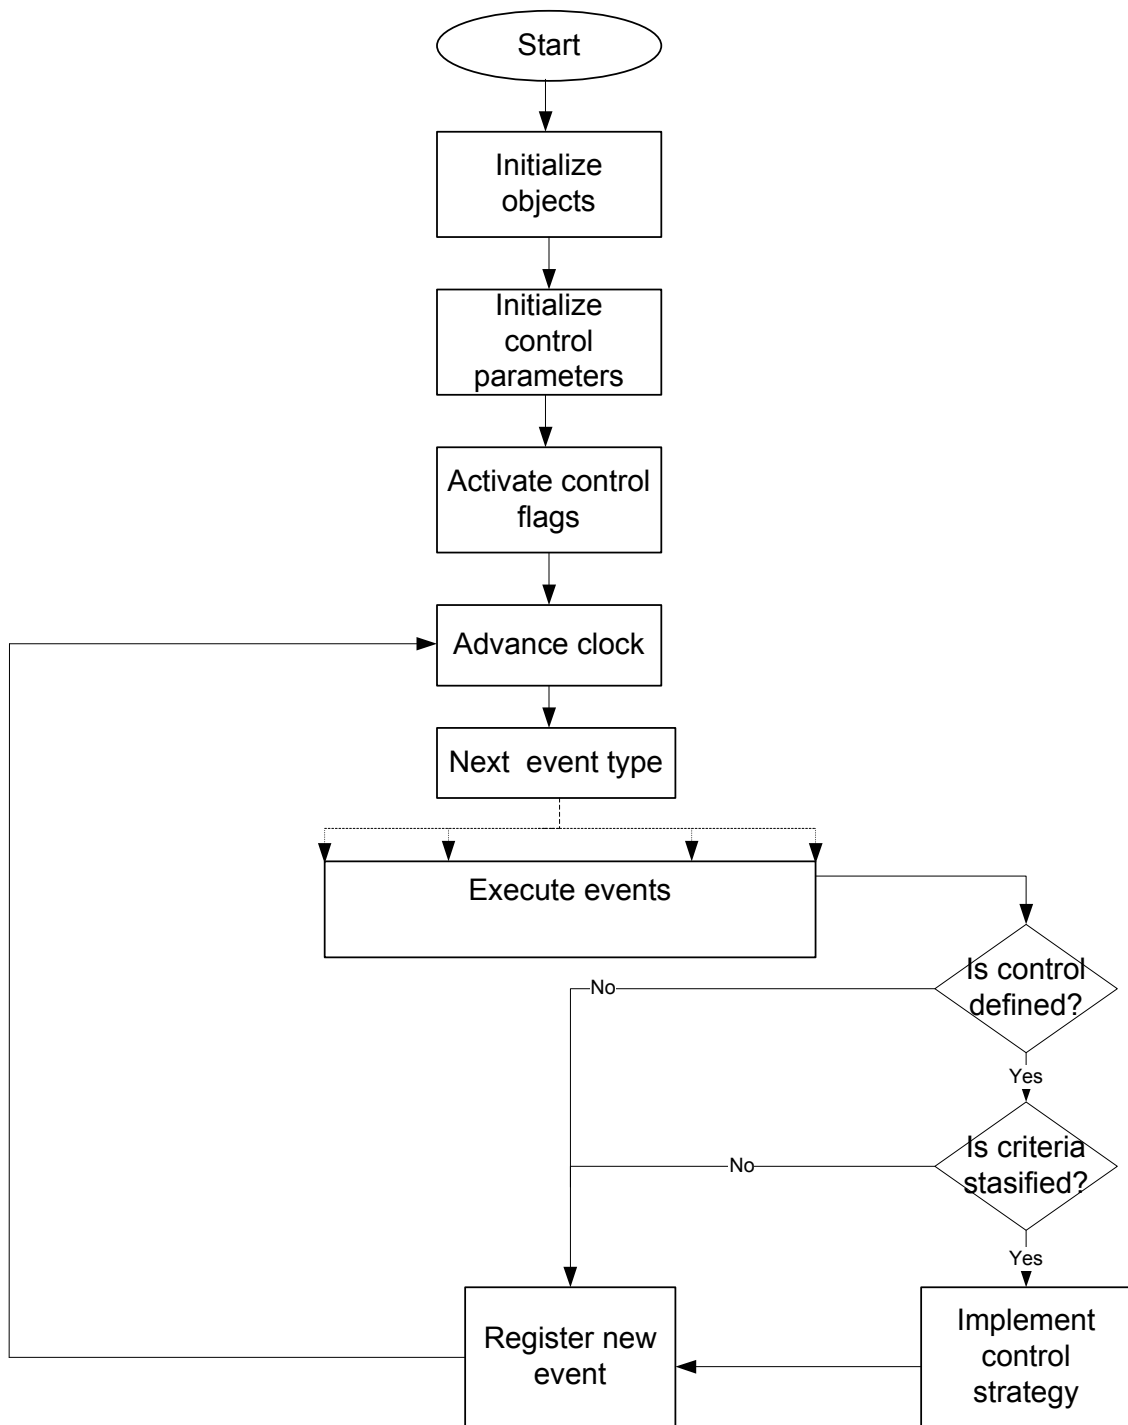 Start
Initialize
objects
Initialize
control
parameters
Activate control
flags
Advance clock
Next  event type
Execute events
Is control
defined?
No
Yes
Is criteria
stasified?
No
Yes
Register new
event
Implement
control
strategy